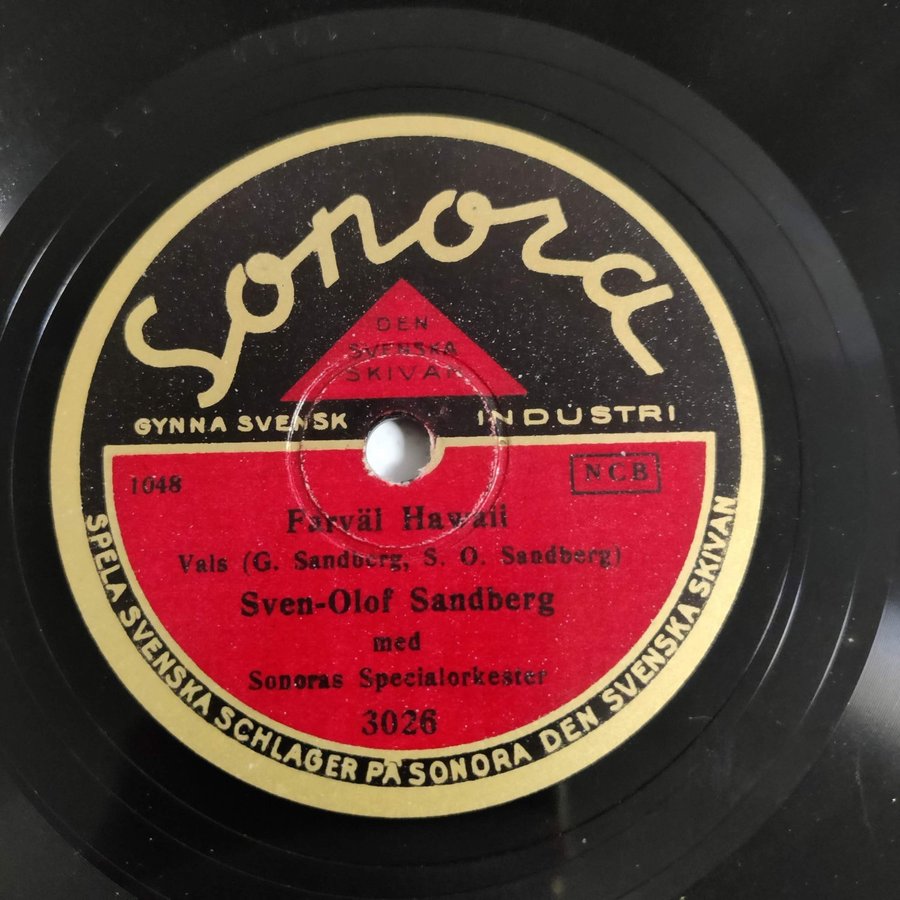 Sonora
DEN
SVENSKA
SKIVAN
GYNNA SVENSK INDUSTRI
1048
NCB
Farväl Hawaii
Vals (G. Sandberg, S. O. Sandberg)
Sven-Olof Sandberg
med
Sonoras Specialorkester
3026
SPELA SVENSKA SCHLAGER PÅ SONORA DEN SVENSKA SKIVAN